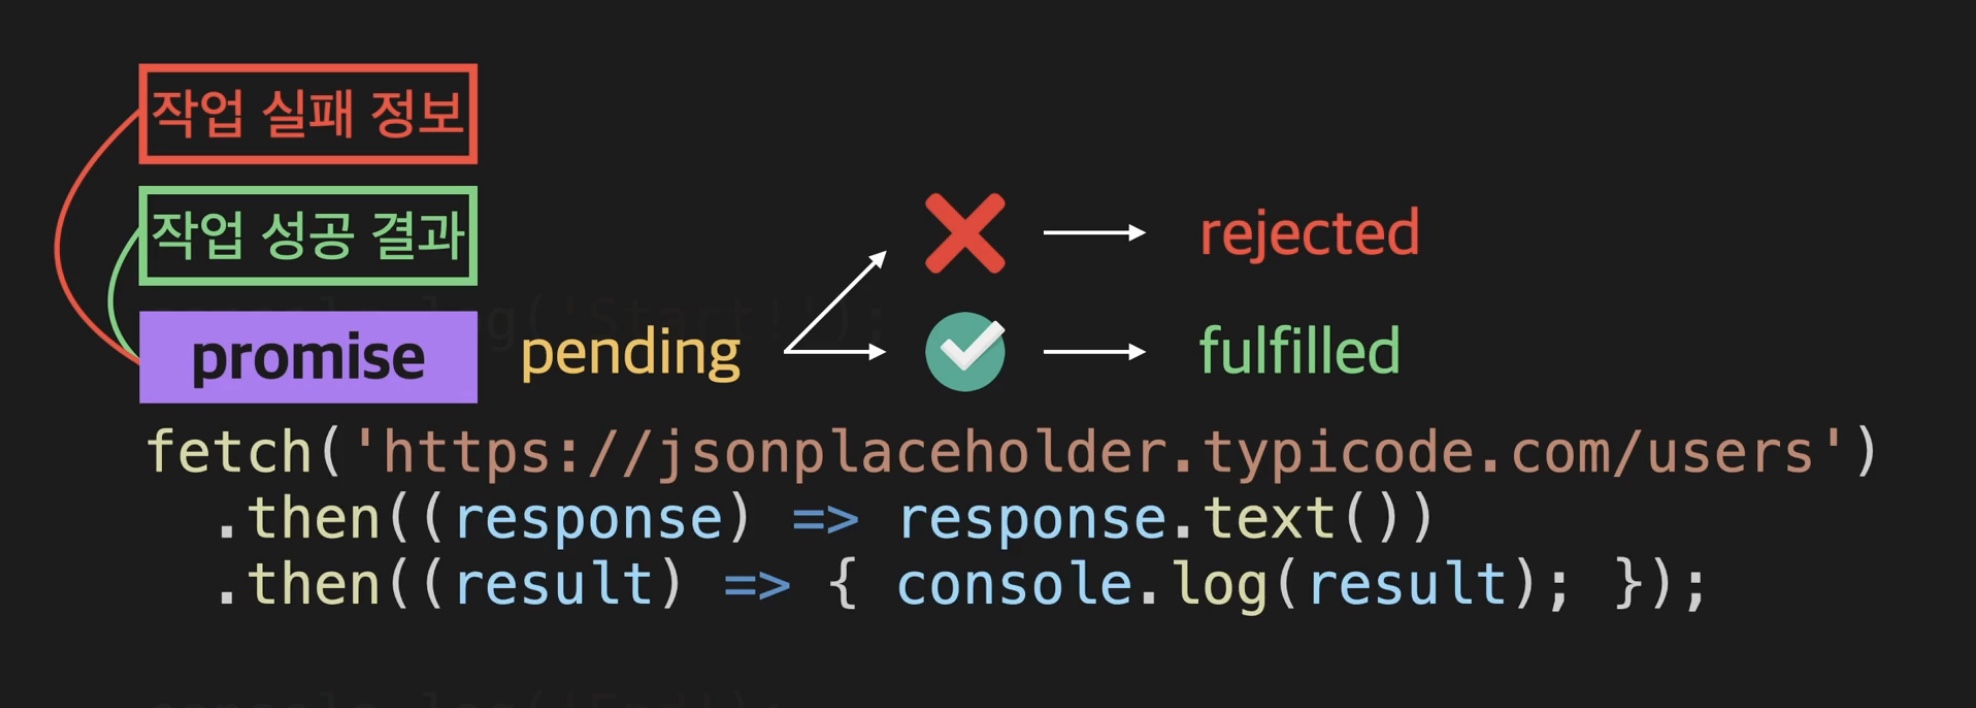 작업 실패 정보
작업 성공 결과
rejected
promise pending fulfilled
fetch('https://jsonplaceholder.typicode.com/users')
.then((response) => response.text())
.then((result) => { console.log(result); });